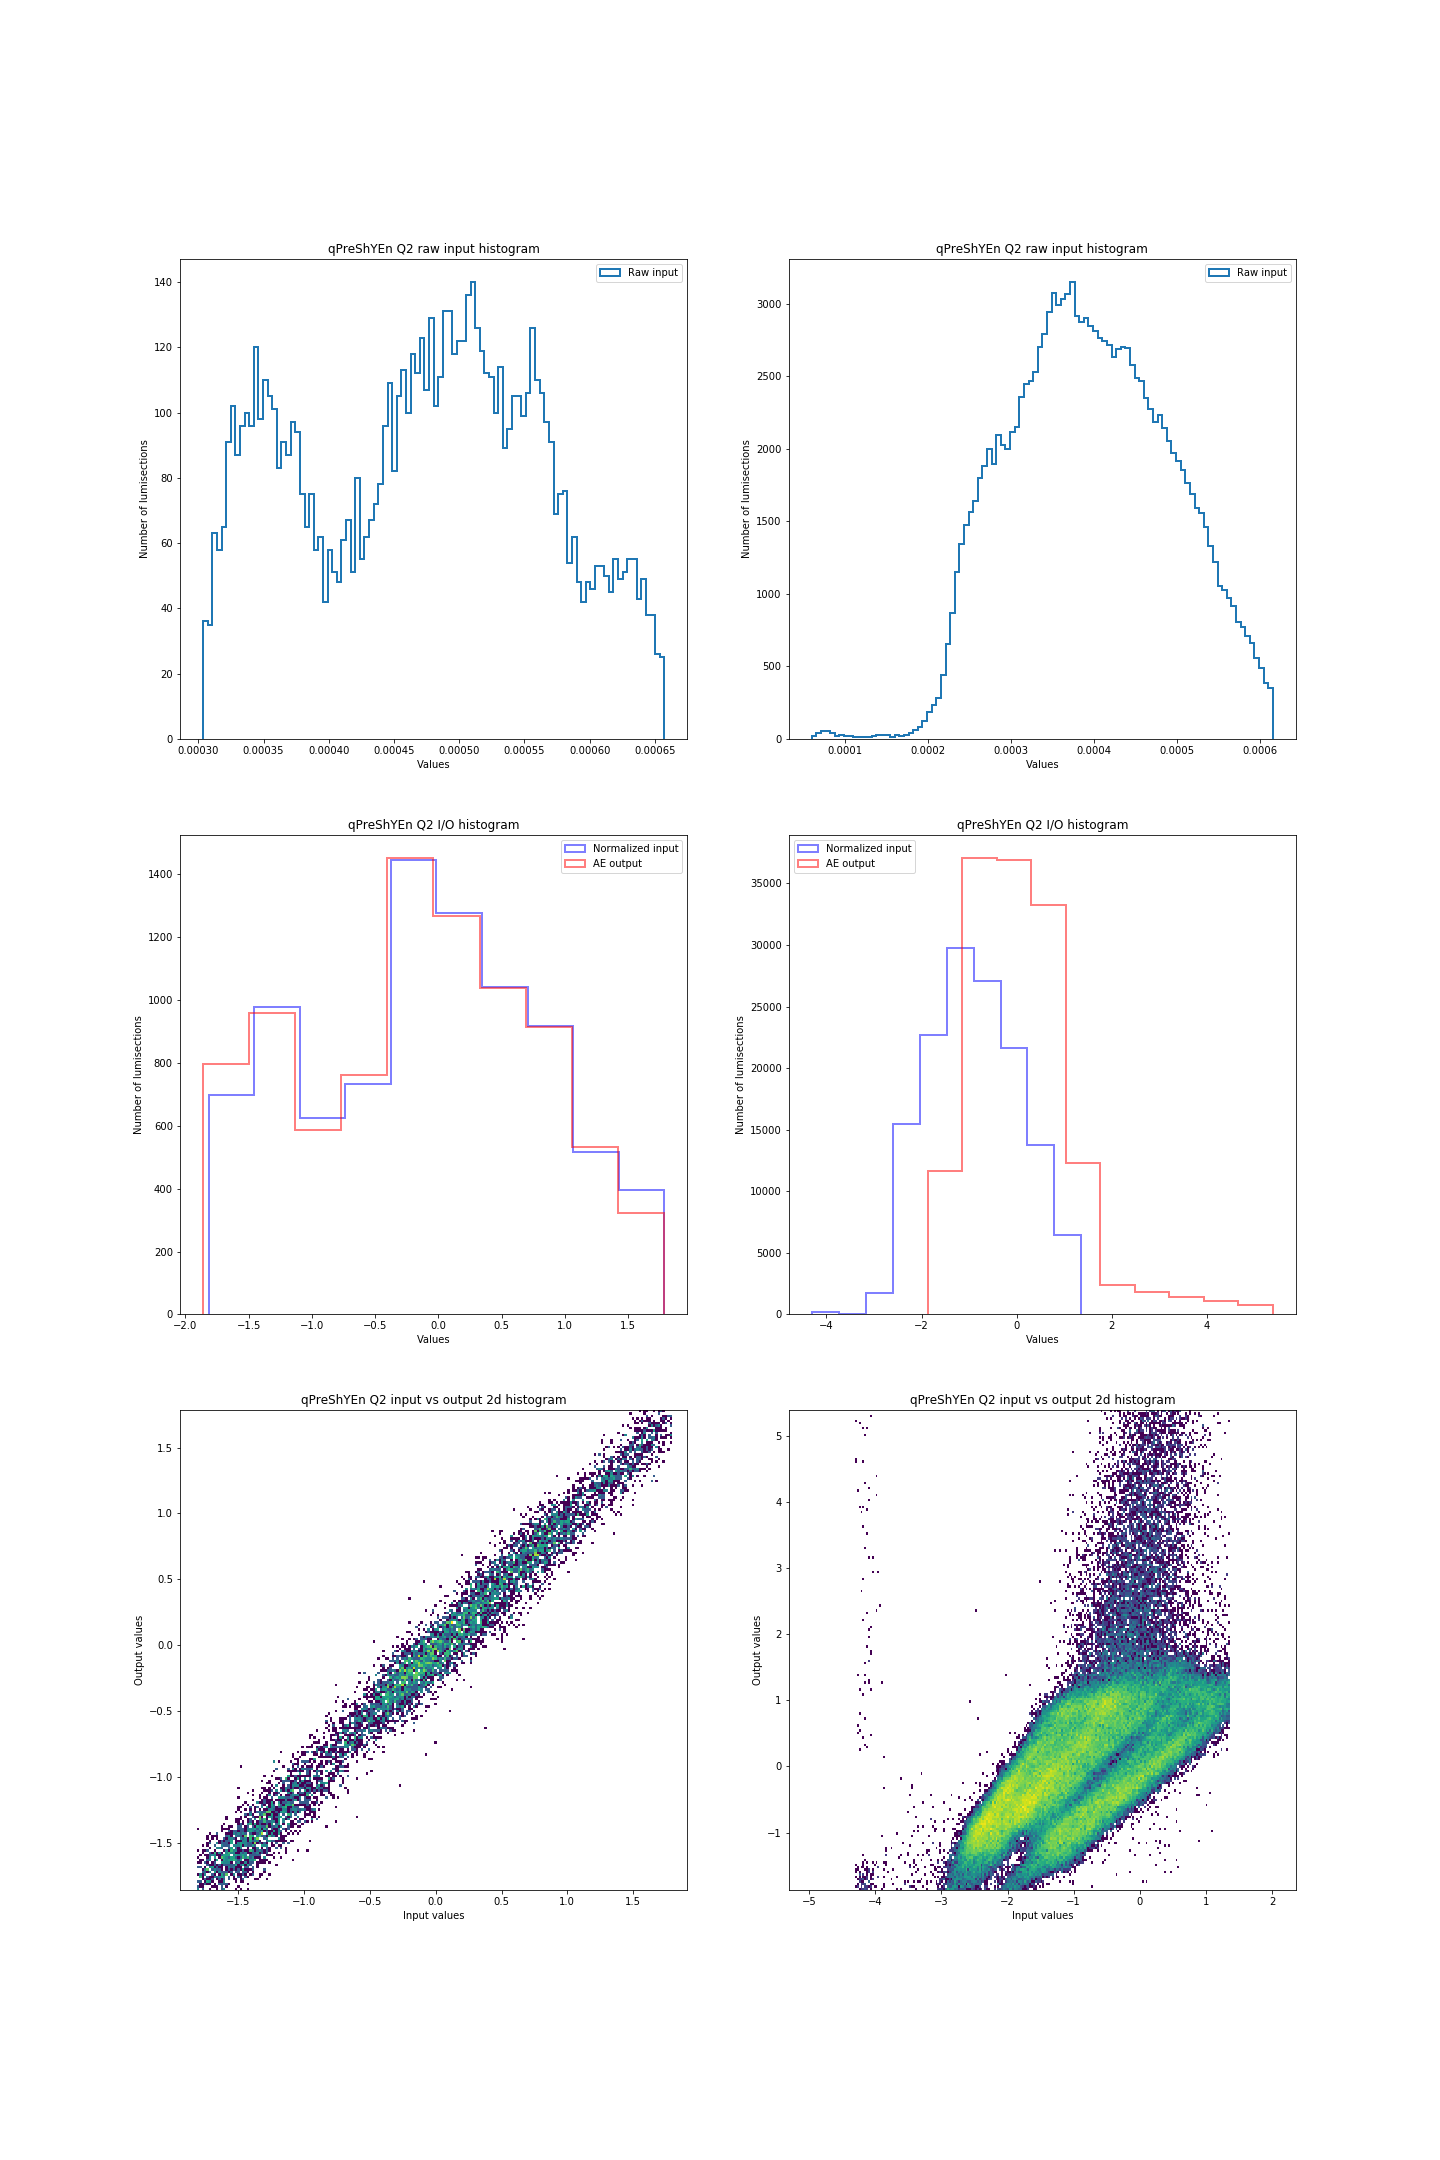 qPreShYEn Q2 raw input histogram
Raw input
Number of lumisections
140
120
100
80
60
40
20
0
0.00030 0.00035 0.00040 0.00045 0.00050 0.00055 0.00060 0.00065
Values
qPreShYEn Q2 raw input histogram
Raw input
Number of lumisections
3000
2500
2000
1500
1000
500
0
0.0001 0.0002 0.0003 0.0004 0.0005 0.0006
Values
qPreShYEn Q2 I/O histogram
Normalized input
AE output
Number of lumisections
1400
1200
1000
800
600
400
200
0
−2.0 −1.5 −1.0 −0.5 0.0 0.5 1.0 1.5
Values
qPreShYEn Q2 I/O histogram
Normalized input
AE output
Number of lumisections
35000
30000
25000
20000
15000
10000
5000
0
−4 −2 0 2 4
Values
qPreShYEn Q2 input vs output 2d histogram
Output values
1.5
1.0
0.5
0.0
−0.5
−1.0
−1.5
−1.5 −1.0 −0.5 0.0 0.5 1.0 1.5
Input values
qPreShYEn Q2 input vs output 2d histogram
Output values
5
4
3
2
1
0
−1
−5 −4 −3 −2 −1 0 1 2
Input values